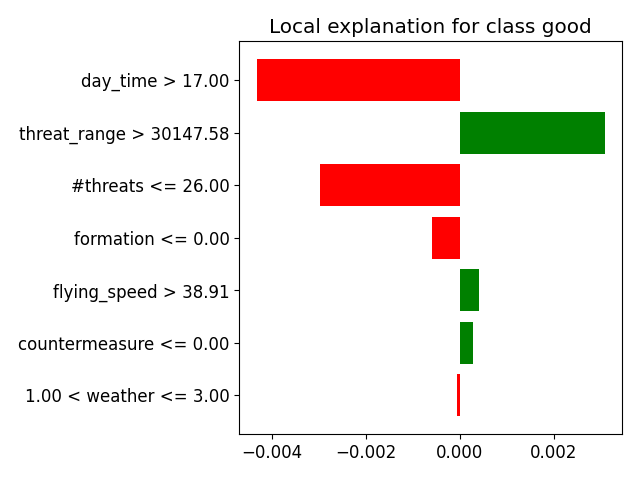 Local explanation for class good
day_time > 17.00
threat_range > 30147.58
#threats <= 26.00
formation <= 0.00
flying_speed > 38.91
countermeasure <= 0.00
1.00 < weather <= 3.00
−0.004 −0.002 0.000 0.002